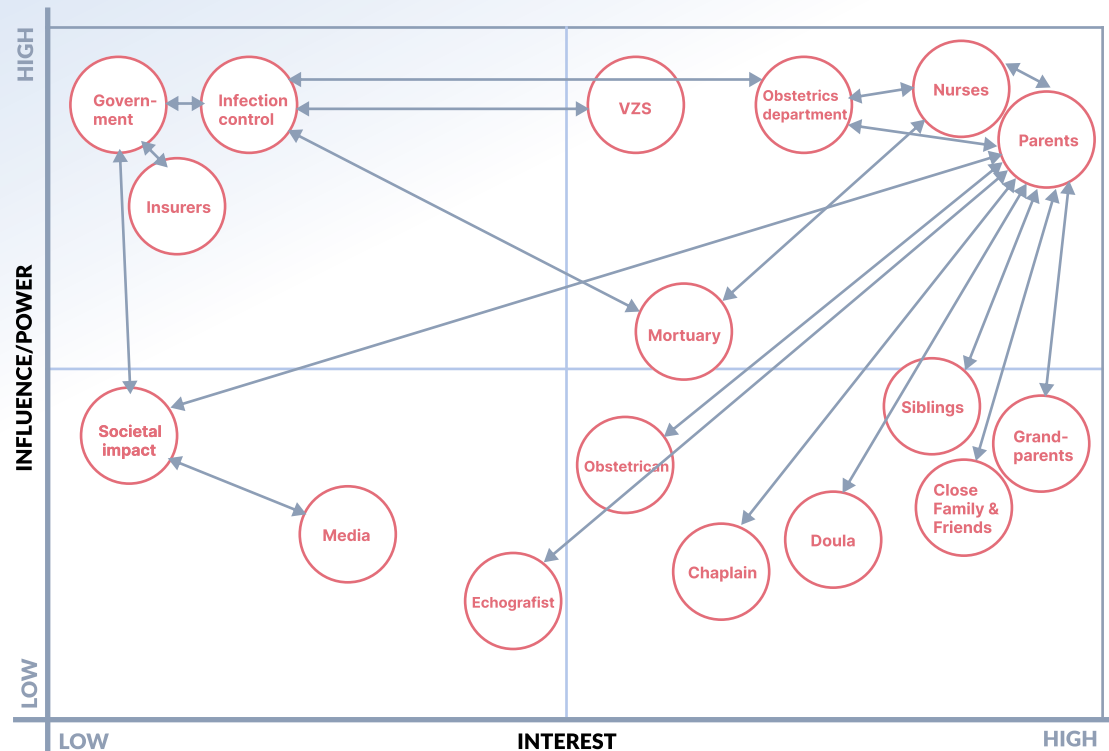 HIGH
INFLUENCE/POWER
LOW
Govern-
ment
Infection
control
VZS
Obstetrics
department
Nurses
Parents
Insurers
Mortuary
Societal
impact
Media
Obstetrican
Echografist
Chaplain
Doula
Siblings
Close
Family &
Friends
Grand-
parents
LOW
INTEREST
HIGH